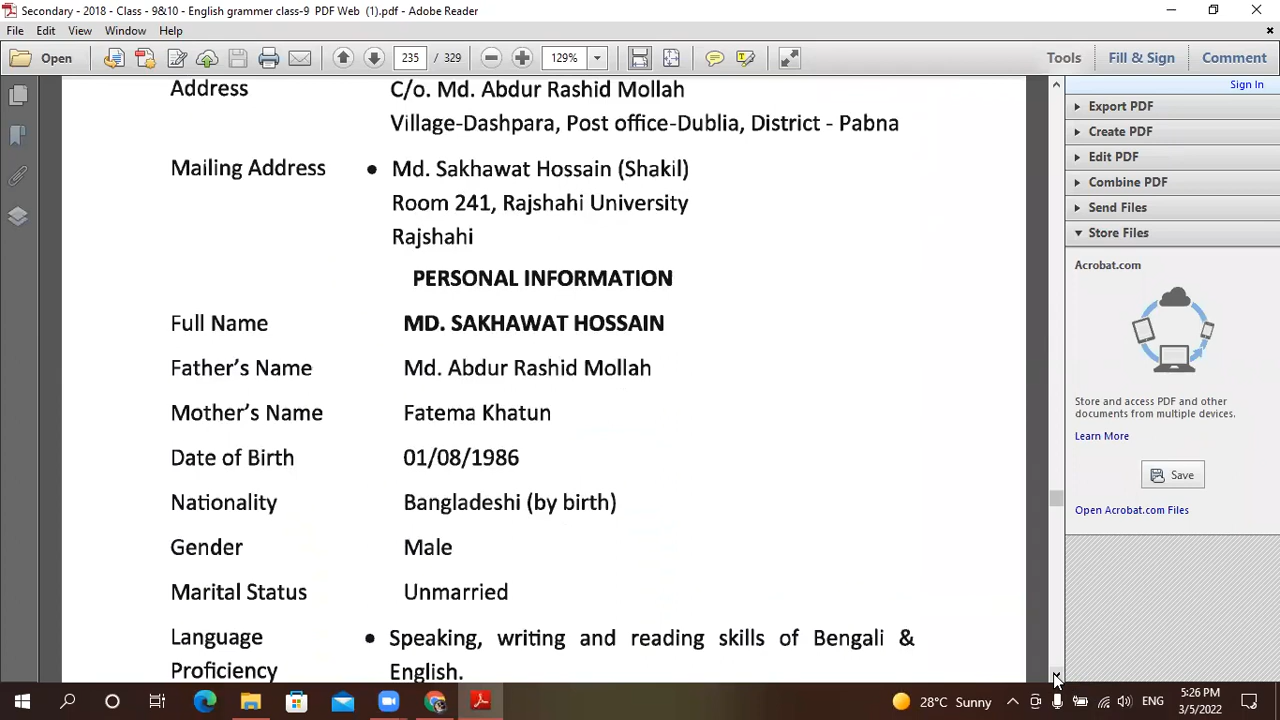 Secondary - 2018 - Class - 9&10 - English grammer class-9 PDF Web (1).pdf - Adobe Reader
File Edit View Window Help
Open 235 / 329 129% Tools Fill & Sign Comment
Sign In
Export PDF
Create PDF
Edit PDF
Combine PDF
Send Files
Store Files
Acrobat.com
Store and access PDF and other
documents from multiple devices.
Learn More
Save
Open Acrobat.com Files
Address C/o. Md. Abdur Rashid Mollah
Village-Dashpara, Post office-Dublia, District - Pabna
Mailing Address • Md. Sakhawat Hossain (Shakil)
Room 241, Rajshahi University
Rajshahi
PERSONAL INFORMATION
Full Name MD. SAKHAWAT HOSSAIN
Father's Name Md. Abdur Rashid Mollah
Mother's Name Fatema Khatun
Date of Birth 01/08/1986
Nationality Bangladeshi (by birth)
Gender Male
Marital Status Unmarried
Language • Speaking, writing and reading skills of Bengali &
Proficiency English.
28°C Sunny ENG 5:26 PM
3/5/2022